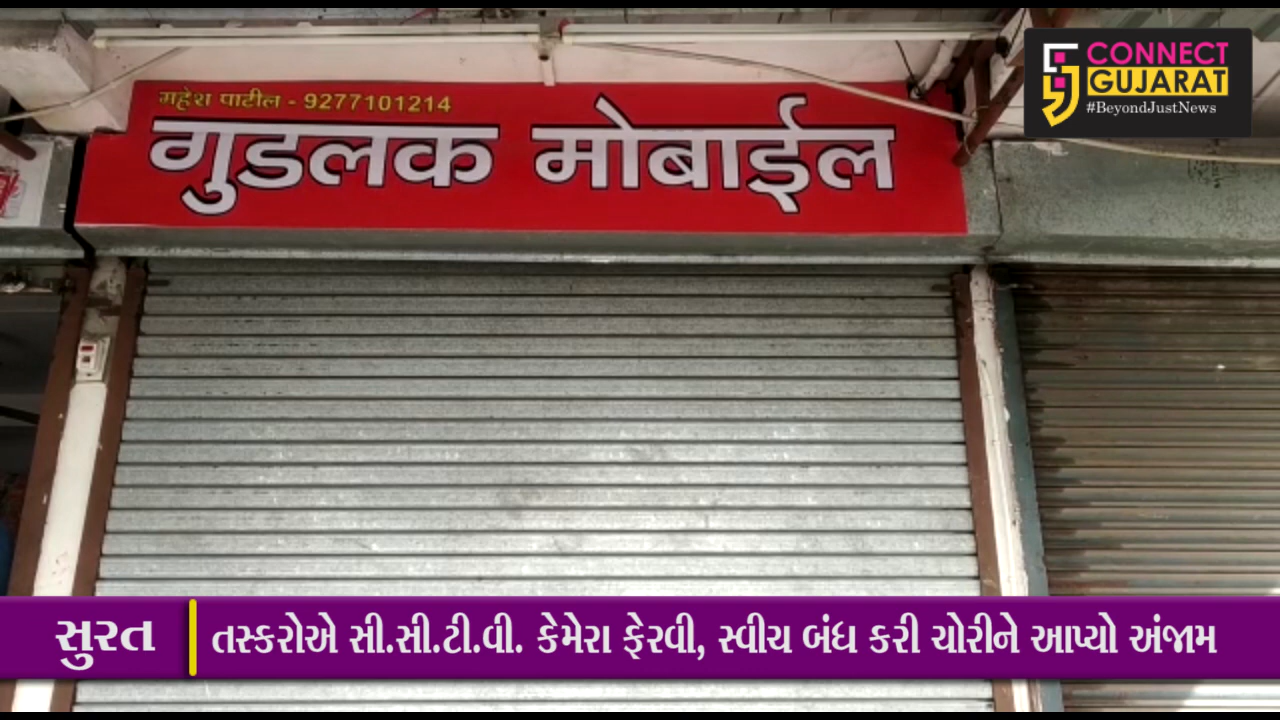 महेश पाटील - 9277101214
गुडलक मोबाईल
CONNECT
GUJARAT
#BeyondJustNews
સુરત
તસ્કરોએ સી.સી.ટી.વી. કેમેરા ફેરવી, સ્વીચ બંધ કરી ચોરીને આપ્યો અંજામ